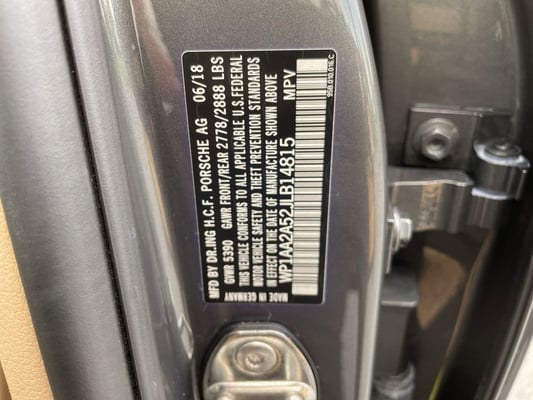 MFD BY DR.ING H.C.F. PORSCHE AG 06/18
GVWR 5390 GAWR FRONT/REAR 2778/2888 LBS
THIS VEHICLE CONFORMS TO ALL APPLICABLE U.S. FEDERAL
MOTOR VEHICLE SAFETY AND THEFT PREVENTION STANDARDS
IN EFFECT ON THE DATE OF MANUFACTURE SHOWN ABOVE
WP1AA2A52JLB14815 MPV
MADE IN GERMANY